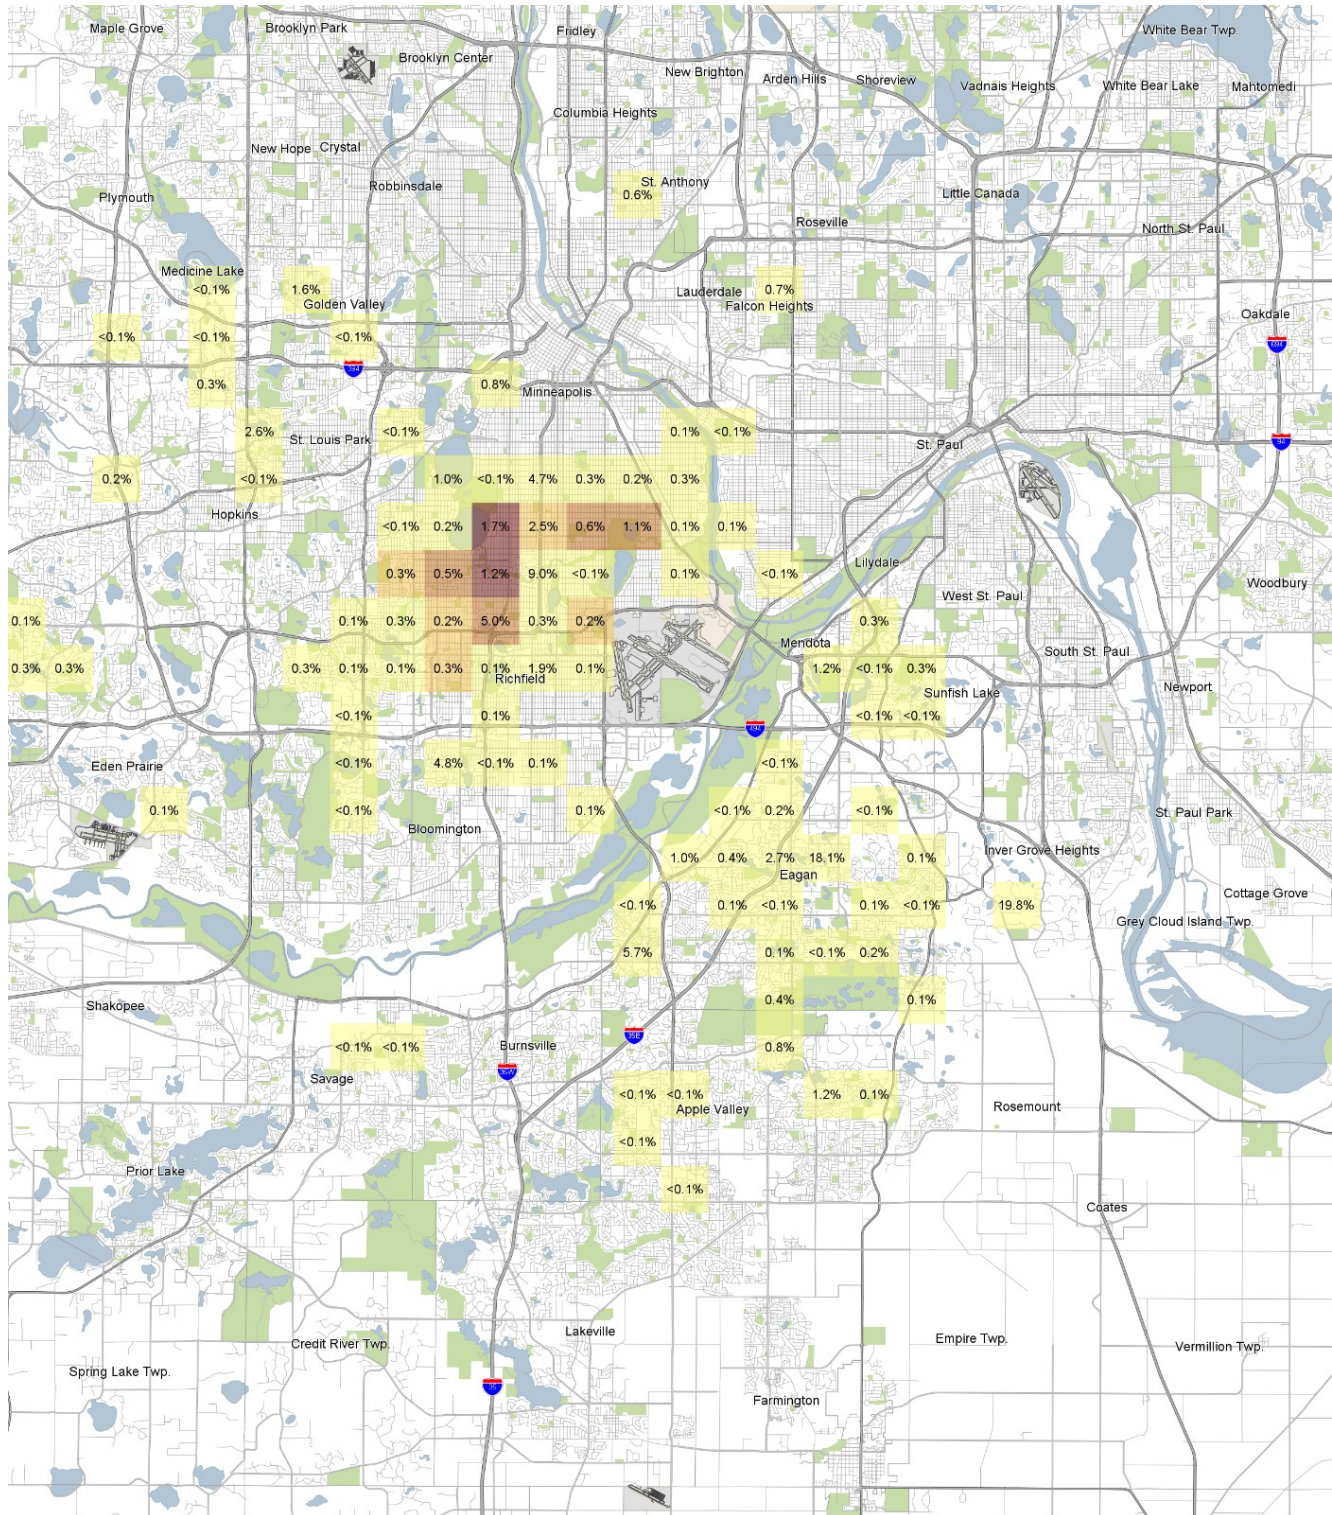 Maple Grove
Brooklyn Park
Fridley
White Bear Twp.
Brooklyn Center
New Brighton
Arden Hills
Shoreview
Vadnais Heights
White Bear Lake
Mahtomedi
Columbia Heights
New Hope
Crystal
Robbinsdale
St. Anthony
0.6%
Plymouth
Little Canada
Roseville
North St. Paul
Medicine Lake
<0.1%
1.6%
Golden Valley
Lauderdale
0.7%
Falcon Heights
Oakdale
<0.1%
<0.1%
<0.1%
694
394
0.3%
0.8%
Minneapolis
2.6%
St. Louis Park
<0.1%
0.1%
<0.1%
St. Paul
94
0.2%
<0.1%
1.0%
<0.1%
4.7%
0.3%
0.2%
0.3%
Hopkins
<0.1%
0.2%
1.7%
2.5%
0.6%
1.1%
0.1%
0.1%
Lilydale
0.3%
0.5%
1.2%
9.0%
<0.1%
0.1%
<0.1%
Woodbury
West St. Paul
0.1%
0.1%
0.3%
0.2%
5.0%
0.3%
0.2%
0.3%
Mendota
South St. Paul
0.3%
0.3%
0.3%
0.1%
0.1%
0.3%
0.1%
1.9%
0.1%
1.2%
<0.1%
0.3%
Richfield
Sunfish Lake
Newport
<0.1%
0.1%
<0.1%
<0.1%
494
Eden Prairie
<0.1%
4.8%
<0.1%
0.1%
<0.1%
0.1%
<0.1%
0.1%
<0.1%
0.2%
<0.1%
St. Paul Park
Bloomington
Inver Grove Heights
1.0%
0.4%
2.7%
18.1%
0.1%
Eagan
Cottage Grove
<0.1%
0.1%
<0.1%
0.1%
<0.1%
19.8%
Grey Cloud Island Twp.
5.7%
0.1%
<0.1%
0.2%
Shakopee
0.4%
0.1%
35E
<0.1%
<0.1%
Burnsville
0.8%
35W
Savage
<0.1%
<0.1%
1.2%
0.1%
Apple Valley
Rosemount
<0.1%
Prior Lake
<0.1%
Coates
Lakeville
Credit River Twp.
Empire Twp.
Vermillion Twp.
Spring Lake Twp.
35
Farmington